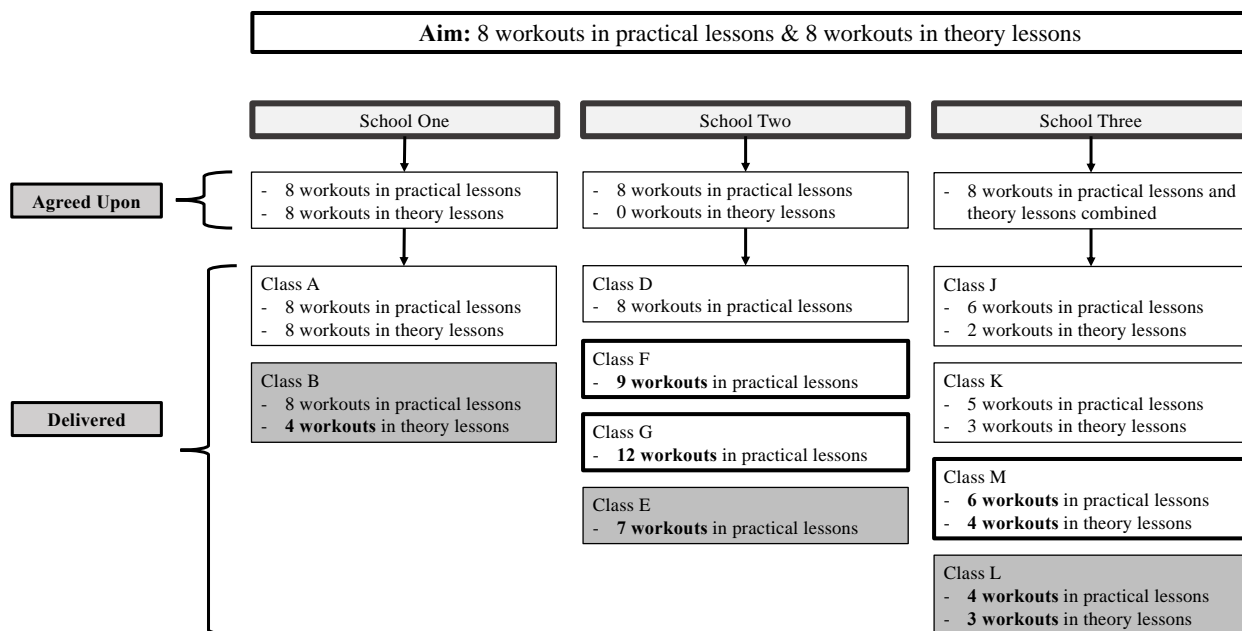 Aim: 8 workouts in practical lessons & 8 workouts in theory lessons
School One
School Two
School Three
Agreed Upon
- 8 workouts in practical lessons
- 8 workouts in theory lessons
- 8 workouts in practical lessons
- 0 workouts in theory lessons
- 8 workouts in practical lessons and
theory lessons combined
Delivered
Class A
- 8 workouts in practical lessons
- 8 workouts in theory lessons
Class B
- 8 workouts in practical lessons
- 4 workouts in theory lessons
Class D
- 8 workouts in practical lessons
Class F
- 9 workouts in practical lessons
Class G
- 12 workouts in practical lessons
Class E
- 7 workouts in practical lessons
Class J
- 6 workouts in practical lessons
- 2 workouts in theory lessons
Class K
- 5 workouts in practical lessons
- 3 workouts in theory lessons
Class M
- 6 workouts in practical lessons
- 4 workouts in theory lessons
Class L
- 4 workouts in practical lessons
- 3 workouts in theory lessons